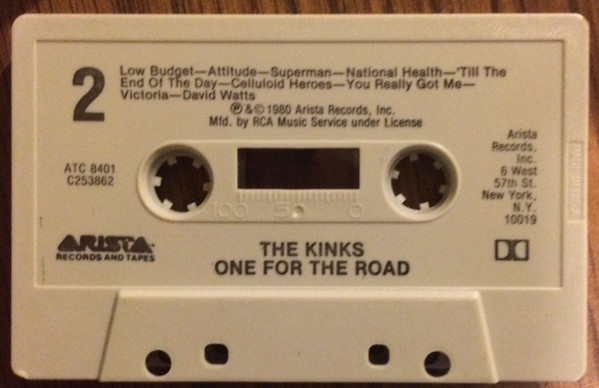 2
Low Budget—Attitude—Superman—National Health—'Till The
End Of The Day—Celluloid Heroes—You Really Got Me—
Victoria—David Watts
℗ & © 1980 Arista Records, Inc.
Mfd. by RCA Music Service under License
ATC 8401
C253862
Arista
Records,
Inc.
6 West
57th St.
New York,
N.Y.
10019
100 50 0
ARISTA
RECORDS AND TAPES
THE KINKS
ONE FOR THE ROAD